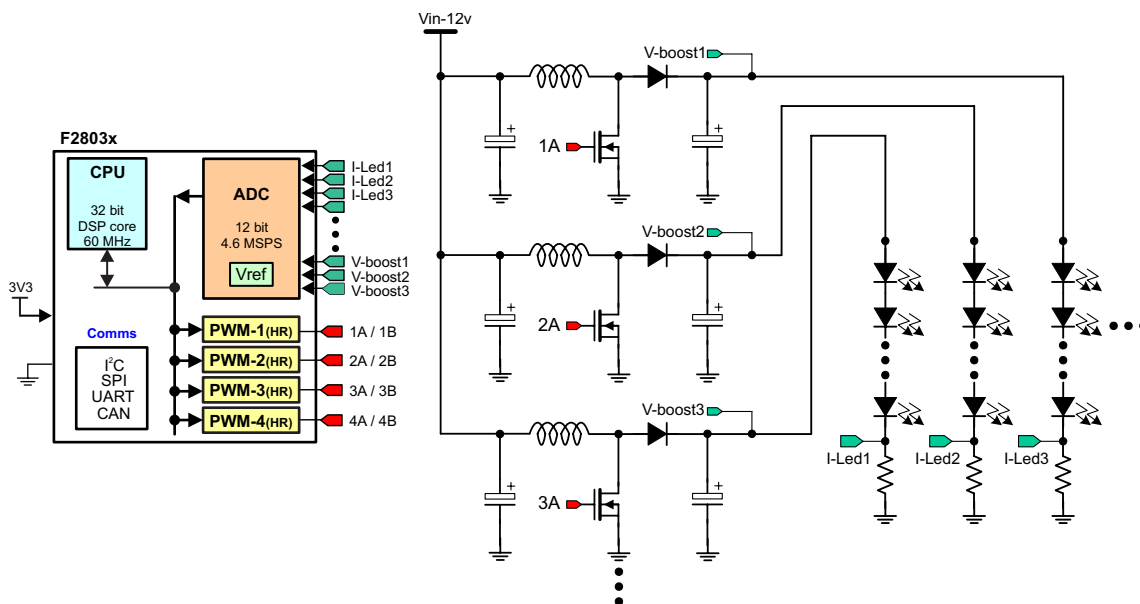 Vin-12v
V-boost1
1A
V-boost2
2A
V-boost3
3A
F2803x
CPU
32 bit
DSP core
60 MHz
ADC
12 bit
4.6 MSPS
Vref
I-Led1
I-Led2
I-Led3
V-boost1
V-boost2
V-boost3
3V3
Comms
I²C
SPI
UART
CAN
PWM-1(HR)
1A / 1B
PWM-2(HR)
2A / 2B
PWM-3(HR)
3A / 3B
PWM-4(HR)
4A / 4B
I-Led1
I-Led2
I-Led3